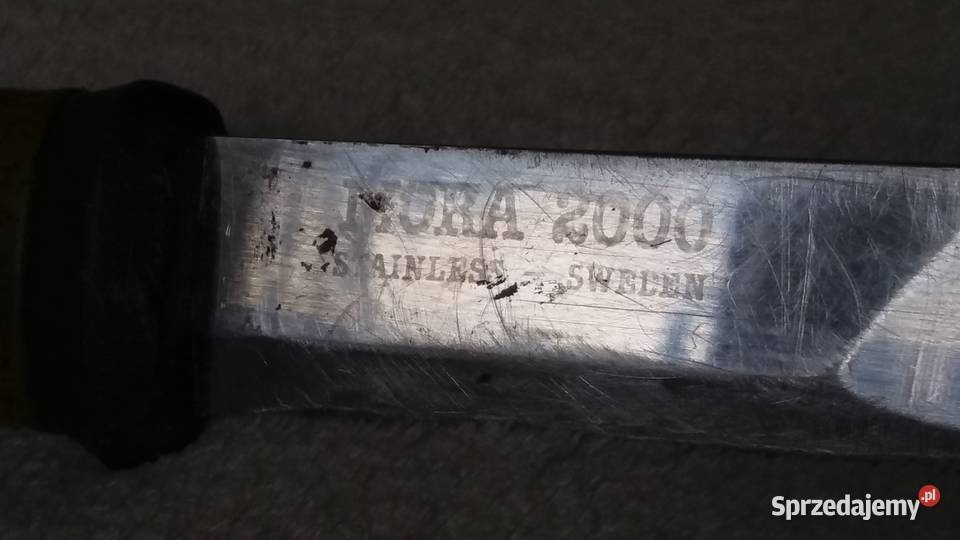 MORA 2000
STAINLESS - SWEDEN
Sprzedajemy.pl